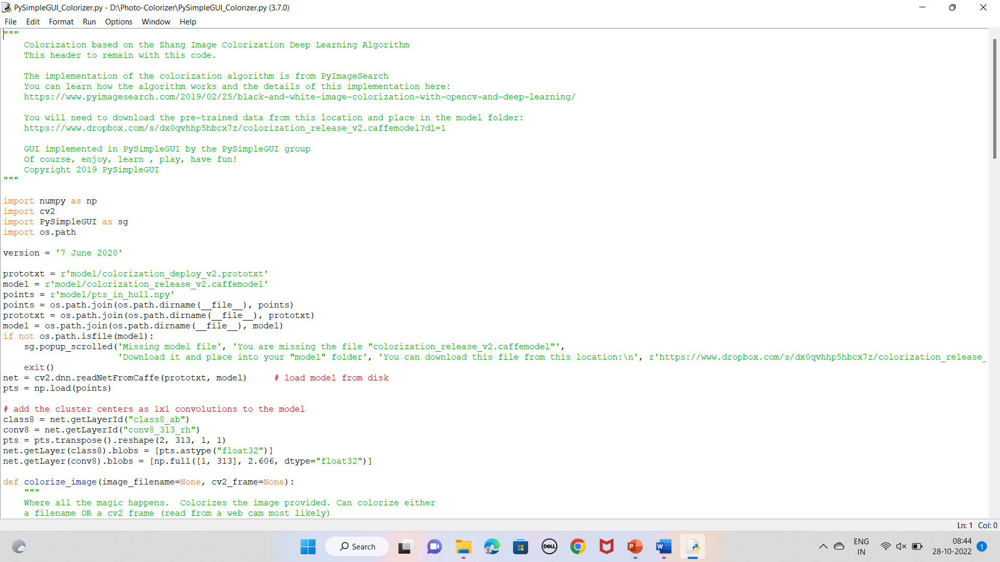 PySimpleGUI_Colorizer.py - D:\Photo-Colorizer\PySimpleGUI_Colorizer.py (3.7.0)
File Edit Format Run Options Window Help
"""
    Colorization based on the Zhang Image Colorization Deep Learning Algorithm
    This header to remain with this code.

    The implementation of the colorization algorithm is from PyImageSearch
    You can learn how the algorithm works and the details of this implementation here:
    https://www.pyimagesearch.com/2019/02/25/black-and-white-image-colorization-with-opencv-and-deep-learning/

    You will need to download the pre-trained data from this location and place in the model folder:
    https://www.dropbox.com/s/dx0qvhhp5hbcx7z/colorization_release_v2.caffemodel?dl=1

    GUI implemented in PySimpleGUI by the PySimpleGUI group
    Of course, enjoy, learn , play, have fun!
    Copyright 2019 PySimpleGUI
"""

import numpy as np
import cv2
import PySimpleGUI as sg
import os.path

version = '7 June 2020'

prototxt = r'model/colorization_deploy_v2.prototxt'
model = r'model/colorization_release_v2.caffemodel'
points = r'model/pts_in_hull.npy'
points = os.path.join(os.path.dirname(__file__), points)
prototxt = os.path.join(os.path.dirname(__file__), prototxt)
model = os.path.join(os.path.dirname(__file__), model)
if not os.path.isfile(model):
    sg.popup_scrolled('Missing model file', 'You are missing the file "colorization_release_v2.caffemodel"',
                      'Download it and place into your "model" folder', 'You can download this file from this location:\n', r'https://www.dropbox.com/s/dx0qvhhp5hbcx7z/colorization_release_
    exit()
net = cv2.dnn.readNetFromCaffe(prototxt, model)     # load model from disk
pts = np.load(points)

# add the cluster centers as 1x1 convolutions to the model
class8 = net.getLayerId("class8_ab")
conv8 = net.getLayerId("conv8_313_rh")
pts = pts.transpose().reshape(2, 313, 1, 1)
net.getLayer(class8).blobs = [pts.astype("float32")]
net.getLayer(conv8).blobs = [np.full([1, 313], 2.606, dtype="float32")]

def colorize_image(image_filename=None, cv2_frame=None):
    """
    Where all the magic happens.  Colorizes the image provided. Can colorize either
    a filename OR a cv2 frame (read from a web cam most likely)
Ln: 1 Col: 0
Search
DELL
P
W
ENG
IN
08:44
28-10-2022
1